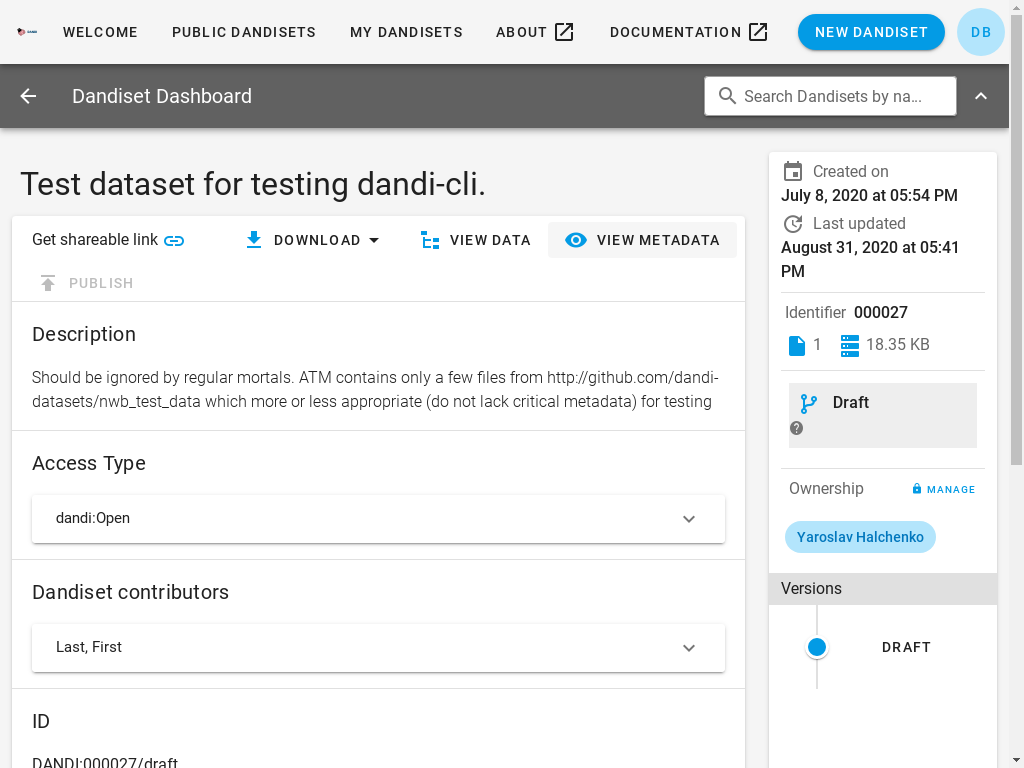 WELCOME PUBLIC DANDISETS MY DANDISETS ABOUT DOCUMENTATION NEW DANDISET DB
Dandiset Dashboard Search Dandisets by na...
Test dataset for testing dandi-cli.
Get shareable link DOWNLOAD VIEW DATA VIEW METADATA
PUBLISH
Description
Should be ignored by regular mortals. ATM contains only a few files from http://github.com/dandi-
datasets/nwb_test_data which more or less appropriate (do not lack critical metadata) for testing
Access Type
dandi:Open
Dandiset contributors
Last, First
ID
DANDI:000027/draft
Created on
July 8, 2020 at 05:54 PM
Last updated
August 31, 2020 at 05:41
PM
Identifier 000027
1 18.35 KB
Draft
Ownership MANAGE
Yaroslav Halchenko
Versions
DRAFT